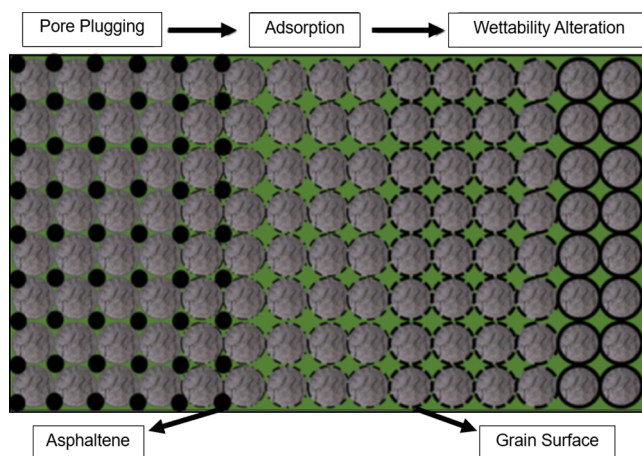 Pore Plugging
Adsorption
Wettability Alteration
Asphaltene
Grain Surface